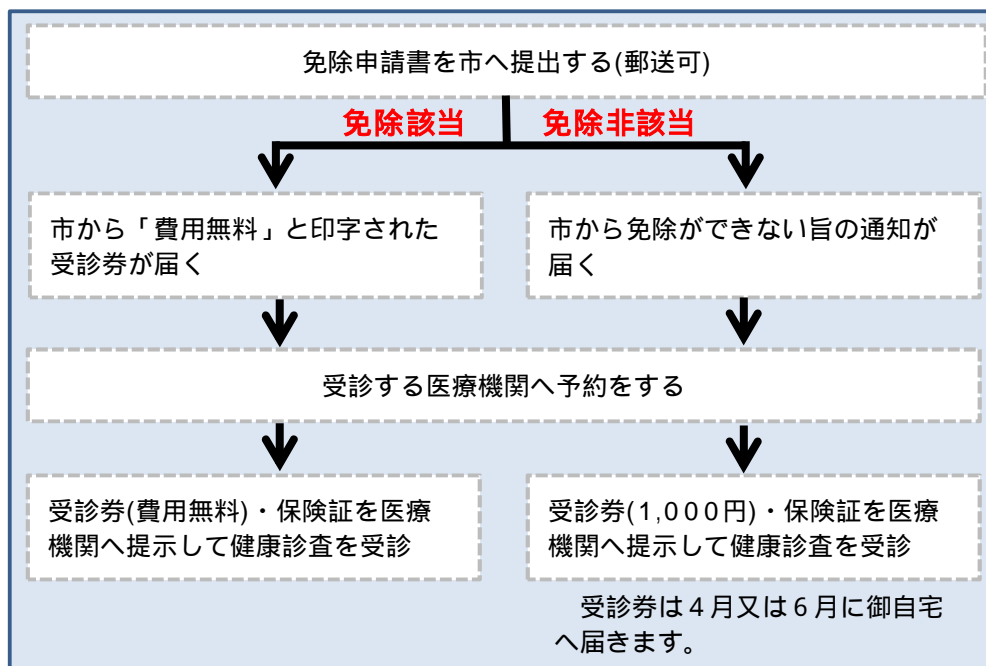 免除申請書を市へ提出する(郵送可)
免除該当
免除非該当
市から「費用無料」と印字された
受診券が届く
市から免除ができない旨の通知が
届く
受診する医療機関へ予約をする
受診券(費用無料)・保険証を医療
機関へ提示して健康診査を受診
受診券(1,000円)・保険証を医療
機関へ提示して健康診査を受診
受診券は4月又は6月に御自宅
へ届きます。